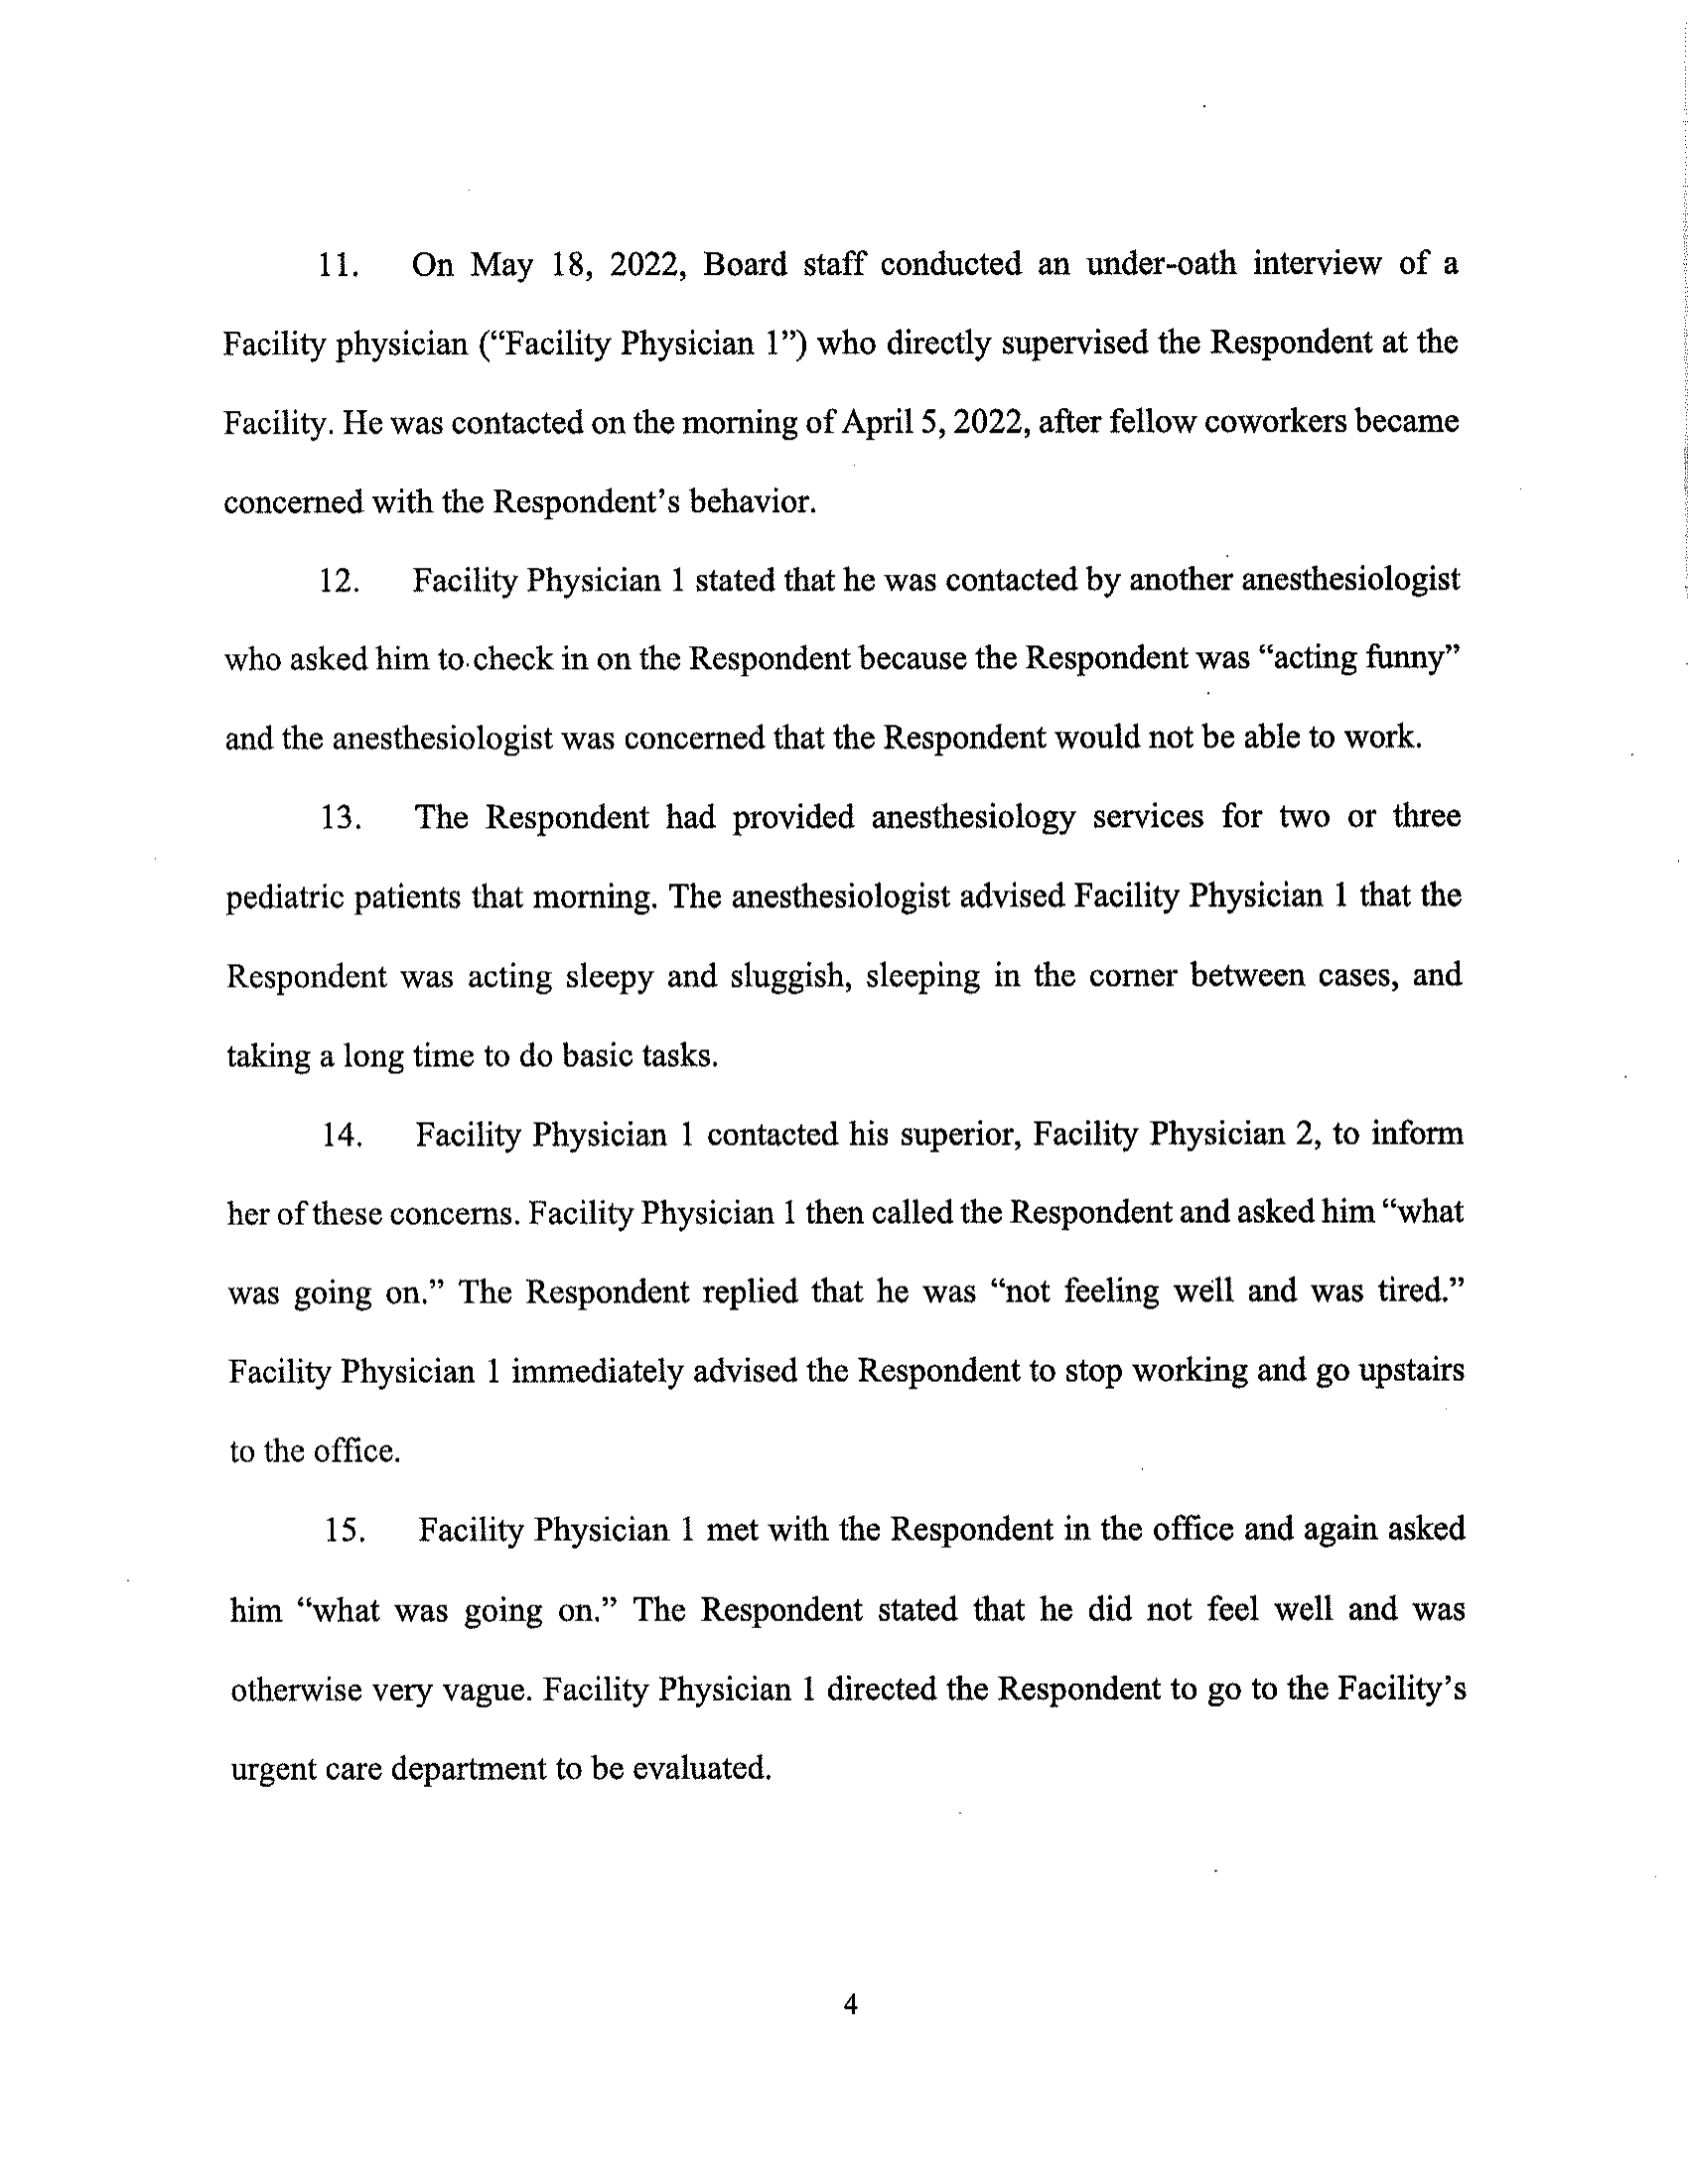 11. On May 18, 2022, Board staff conducted an under-oath interview of a
Facility physician (“Facility Physician 1”) who directly supervised the Respondent at the
Facility. He was contacted on the morning of April 5, 2022, after fellow coworkers became
concerned with the Respondent’s behavior.
12. Facility Physician 1 stated that he was contacted by another anesthesiologist
who asked him to check in on the Respondent because the Respondent was “acting funny”
and the anesthesiologist was concerned that the Respondent would not be able to work.
13. The Respondent had provided anesthesiology services for two or three
pediatric patients that morning. The anesthesiologist advised Facility Physician 1 that the
Respondent was acting sleepy and sluggish, sleeping in the corner between cases, and
taking a long time to do basic tasks.
14. Facility Physician 1 contacted his superior, Facility Physician 2, to inform
her of these concerns. Facility Physician 1 then called the Respondent and asked him “what
was going on.” The Respondent replied that he was “not feeling well and was tired.”
Facility Physician 1 immediately advised the Respondent to stop working and go upstairs
to the office.
15. Facility Physician 1 met with the Respondent in the office and again asked
him “what was going on.” The Respondent stated that he did not feel well and was
otherwise very vague. Facility Physician 1 directed the Respondent to go to the Facility’s
urgent care department to be evaluated.
4